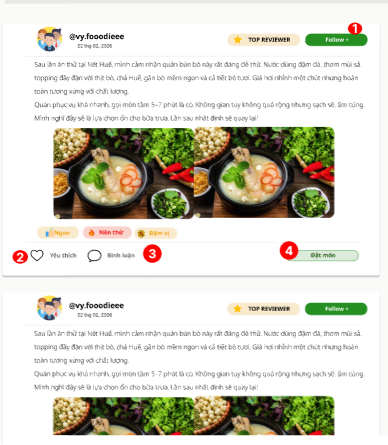 @vy.fooodieee
22 thg 02, 2026
TOP REVIEWER
Follow +
1
Sau lần ăn thử tại Nét Huế, mình cảm nhận quán bún bò này rất đáng để thử. Nước dùng đậm đà, thơm mùi sả,
topping đầy đặn với thịt bò, chả Huế, gân bò mềm ngon và cả tiết bò tươi. Giá hơi nhỉnh một chút nhưng hoàn
toàn tương xứng với chất lượng.
Quán phục vụ khá nhanh, gọi món tầm 5–7 phút là có. Không gian tuy không quá rộng nhưng sạch sẽ, ấm cúng.
Mình nghĩ đây sẽ là lựa chọn ổn cho bữa trưa. Lần sau nhất định sẽ quay lại!
Ngon
Nên thử
Đậm vị
2
Yêu thích
Bình luận
3
4
Đặt món
@vy.fooodieee
22 thg 02, 2026
TOP REVIEWER
Follow +
Sau lần ăn thử tại Nét Huế, mình cảm nhận quán bún bò này rất đáng để thử. Nước dùng đậm đà, thơm mùi sả,
topping đầy đặn với thịt bò, chả Huế, gân bò mềm ngon và cả tiết bò tươi. Giá hơi nhỉnh một chút nhưng hoàn
toàn tương xứng với chất lượng.
Quán phục vụ khá nhanh, gọi món tầm 5–7 phút là có. Không gian tuy không quá rộng nhưng sạch sẽ, ấm cúng.
Mình nghĩ đây sẽ là lựa chọn ổn cho bữa trưa. Lần sau nhất định sẽ quay lại!